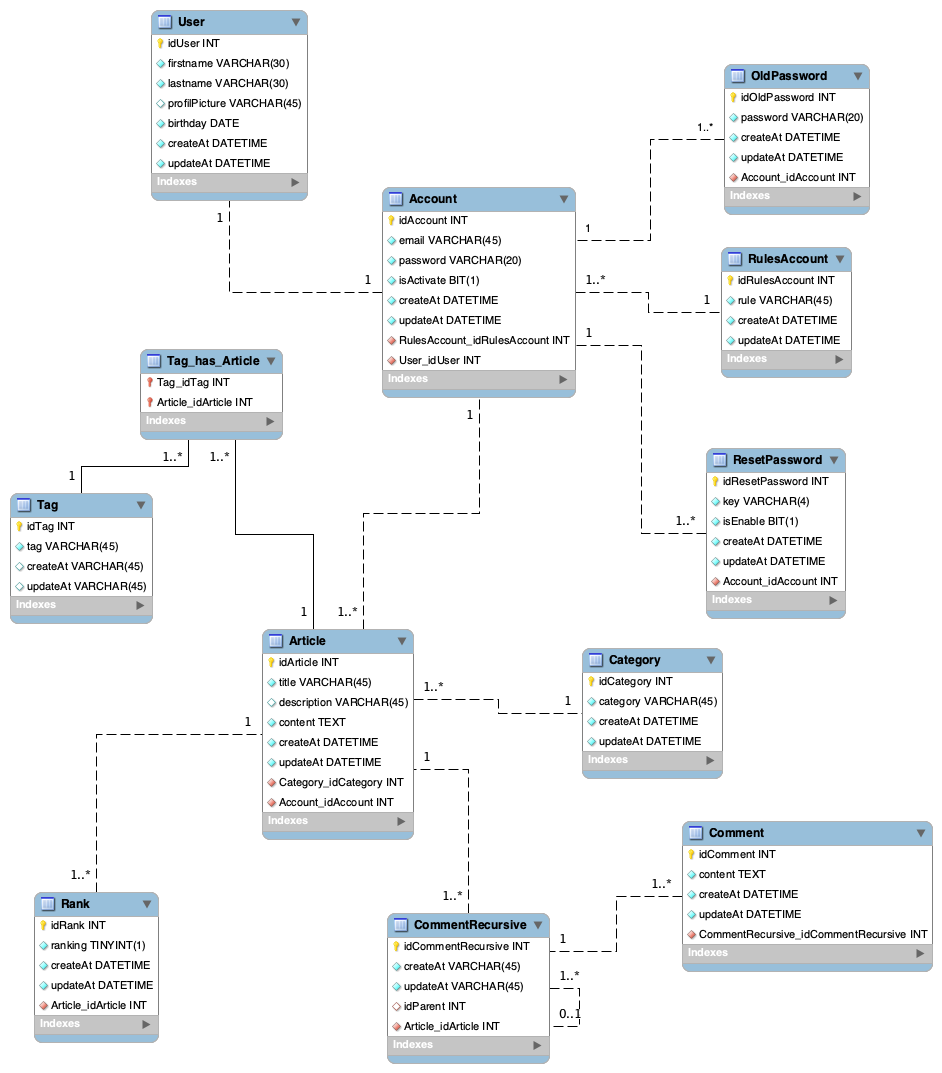 User
idUser INT
firstname VARCHAR(30)
lastname VARCHAR(30)
profilPicture VARCHAR(45)
birthday DATE
createAt DATETIME
updateAt DATETIME
Indexes
1
1
Account
idAccount INT
email VARCHAR(45)
password VARCHAR(20)
isActivate BIT(1)
createAt DATETIME
updateAt DATETIME
RulesAccount_idRulesAccount INT
User_idUser INT
Indexes
1
1..*
OldPassword
idOldPassword INT
password VARCHAR(20)
createAt DATETIME
updateAt DATETIME
Account_idAccount INT
Indexes
1..*
1
RulesAccount
idRulesAccount INT
rule VARCHAR(45)
createAt DATETIME
updateAt DATETIME
Indexes
1
1..*
ResetPassword
idResetPassword INT
key VARCHAR(4)
isEnable BIT(1)
createAt DATETIME
updateAt DATETIME
Account_idAccount INT
Indexes
Tag_has_Article
Tag_idTag INT
Article_idArticle INT
Indexes
1..*
1..*
1
Tag
idTag INT
tag VARCHAR(45)
createAt VARCHAR(45)
updateAt VARCHAR(45)
Indexes
1
1
1..*
Article
idArticle INT
title VARCHAR(45)
description VARCHAR(45)
content TEXT
createAt DATETIME
updateAt DATETIME
Category_idCategory INT
Account_idAccount INT
Indexes
1..*
1
Category
idCategory INT
category VARCHAR(45)
createAt DATETIME
updateAt DATETIME
Indexes
1
1..*
Rank
idRank INT
ranking TINYINT(1)
createAt DATETIME
updateAt DATETIME
Article_idArticle INT
Indexes
1
1..*
CommentRecursive
idCommentRecursive INT
createAt VARCHAR(45)
updateAt VARCHAR(45)
idParent INT
Article_idArticle INT
Indexes
1
1..*
1..*
0..1
Comment
idComment INT
content TEXT
createAt DATETIME
updateAt DATETIME
CommentRecursive_idCommentRecursive INT
Indexes